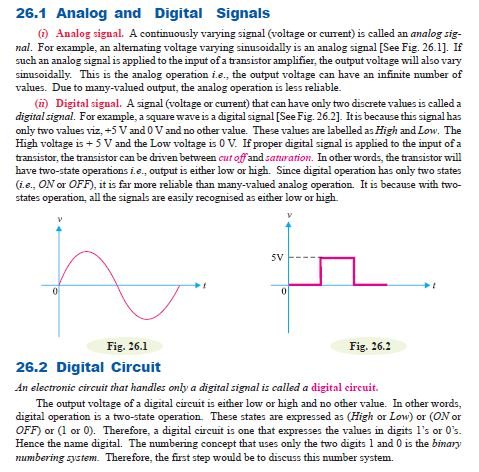 26.1 Analog and Digital Signals
(i) Analog signal. A continuously varying signal (voltage or current) is called an analog sig-
nal. For example, an alternating voltage varying sinusoidally is an analog signal [See Fig. 26.1]. If
such an analog signal is applied to the input of a transistor amplifier, the output voltage will also vary
sinusoidally. This is the analog operation i.e., the output voltage can have an infinite number of
values. Due to many-valued output, the analog operation is less reliable.
(ii) Digital signal. A signal (voltage or current) that can have only two discrete values is called a
digital signal. For example, a square wave is a digital signal [See Fig. 26.2]. It is because this signal has
only two values viz, +5 V and 0 V and no other value. These values are labelled as High and Low. The
High voltage is + 5 V and the Low voltage is 0 V. If proper digital signal is applied to the input of a
transistor, the transistor can be driven between cut off and saturation. In other words, the transistor will
have two-state operations i.e., output is either low or high. Since digital operation has only two states
(i.e., ON or OFF), it is far more reliable than many-valued analog operation. It is because with two-
states operation, all the signals are easily recognised as either low or high.
v
0
t
Fig. 26.1
v
5V
0
t
Fig. 26.2
26.2 Digital Circuit
An electronic circuit that handles only a digital signal is called a digital circuit.
The output voltage of a digital circuit is either low or high and no other value. In other words,
digital operation is a two-state operation. These states are expressed as (High or Low) or (ON or
OFF) or (1 or 0). Therefore, a digital circuit is one that expresses the values in digits 1's or 0's.
Hence the name digital. The numbering concept that uses only the two digits 1 and 0 is the binary
numbering system. Therefore, the first step would be to discuss this number system.